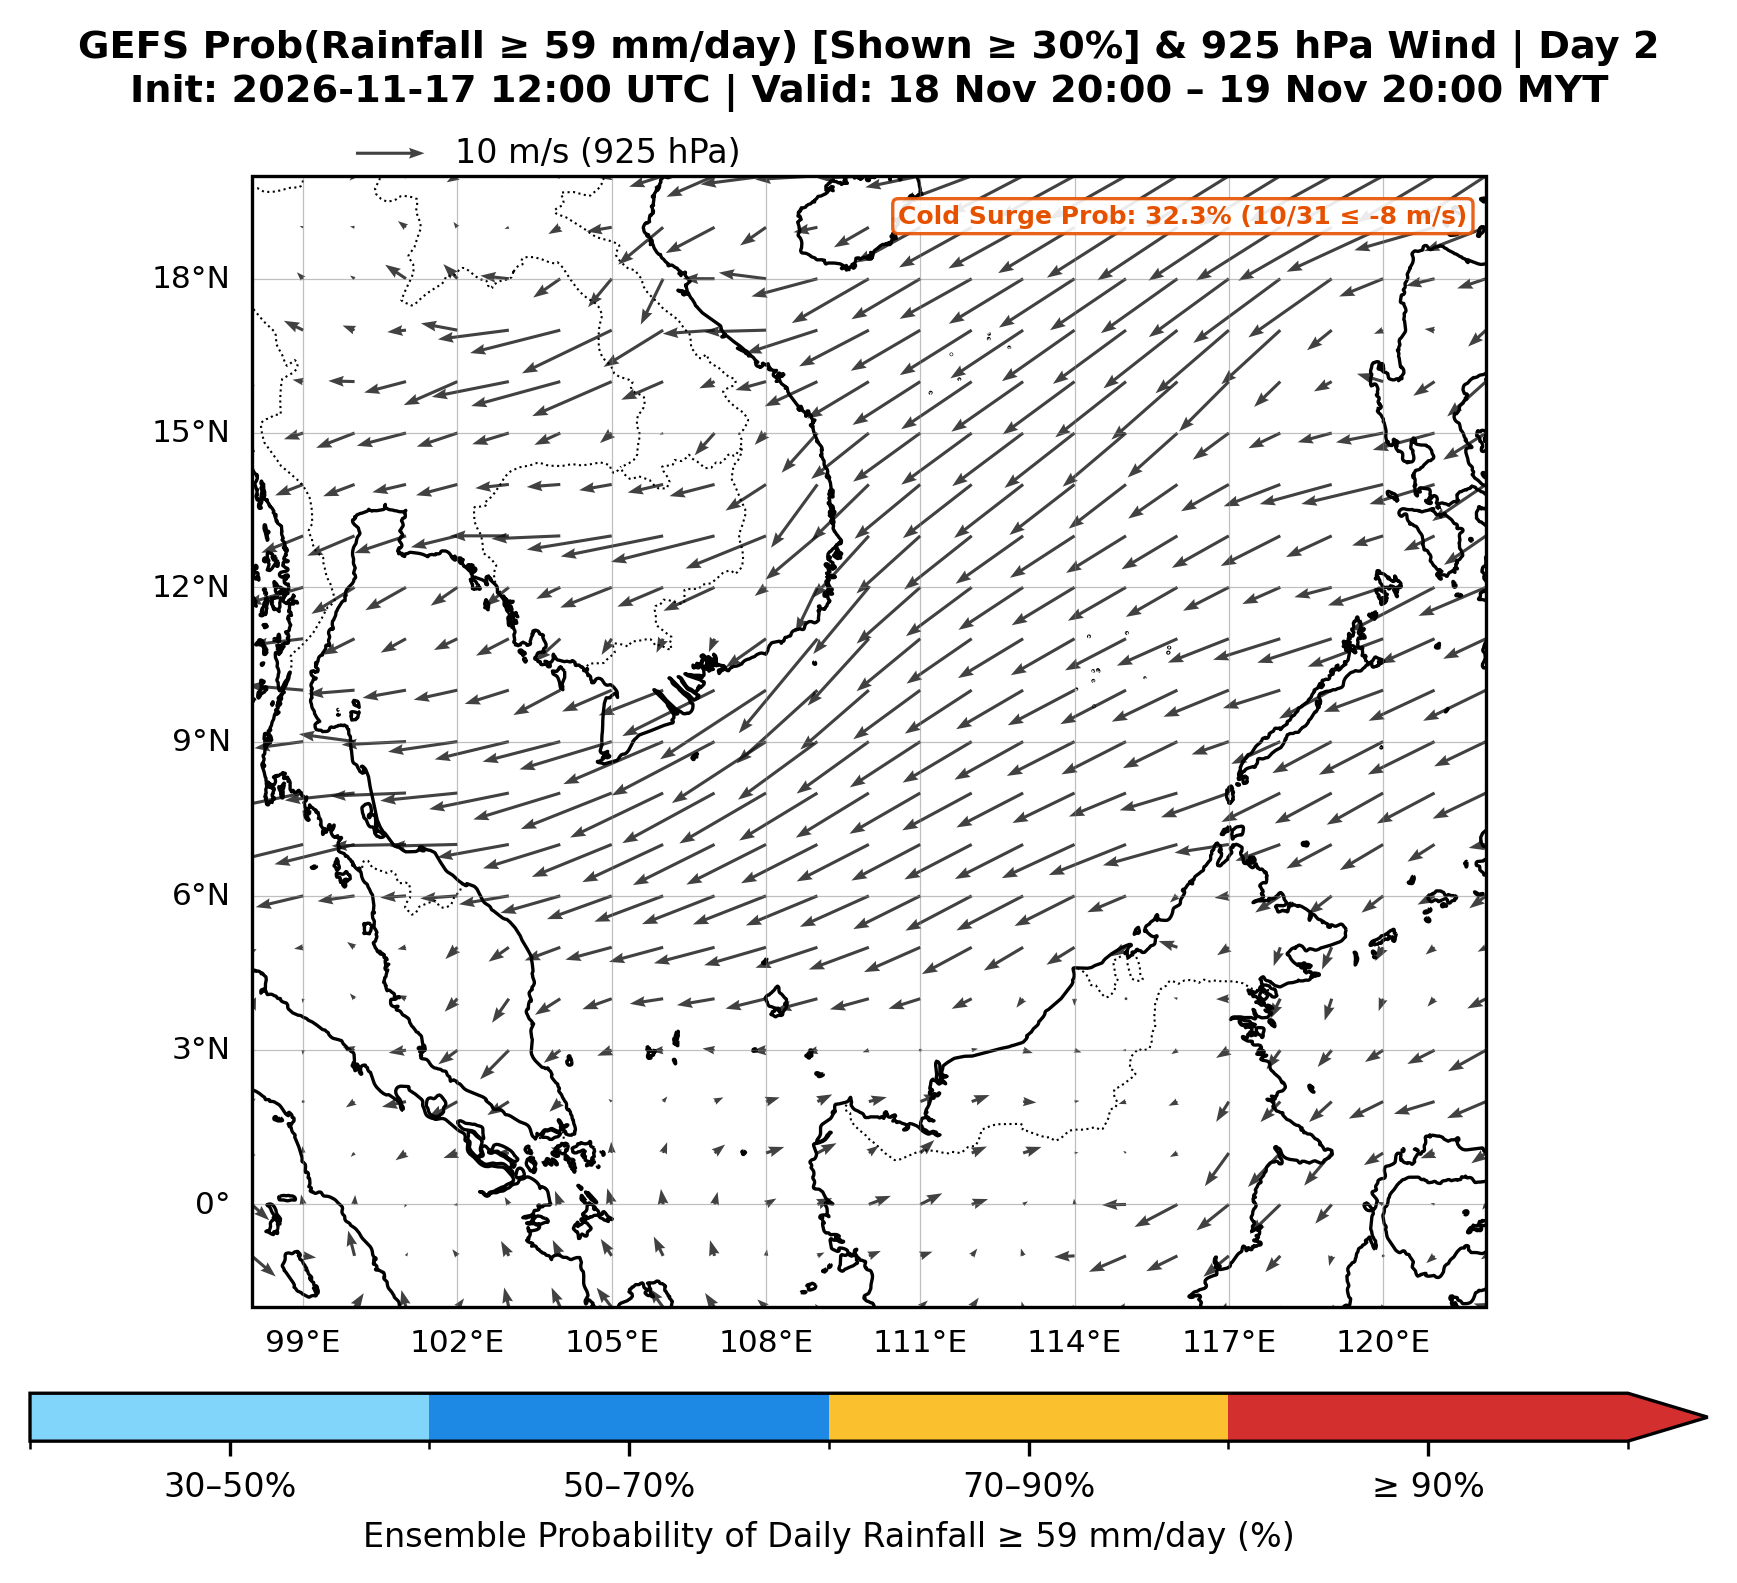 GEFS Prob(Rainfall ≥ 59 mm/day) [Shown ≥ 30%] & 925 hPa Wind | Day 2
Init: 2026-11-17 12:00 UTC | Valid: 18 Nov 20:00 – 19 Nov 20:00 MYT
10 m/s (925 hPa)
Cold Surge Prob: 32.3% (10/31 ≤ -8 m/s)
18°N
15°N
12°N
9°N
6°N
3°N
0°
99°E 102°E 105°E 108°E 111°E 114°E 117°E 120°E
30–50% 50–70% 70–90% ≥ 90%
Ensemble Probability of Daily Rainfall ≥ 59 mm/day (%)